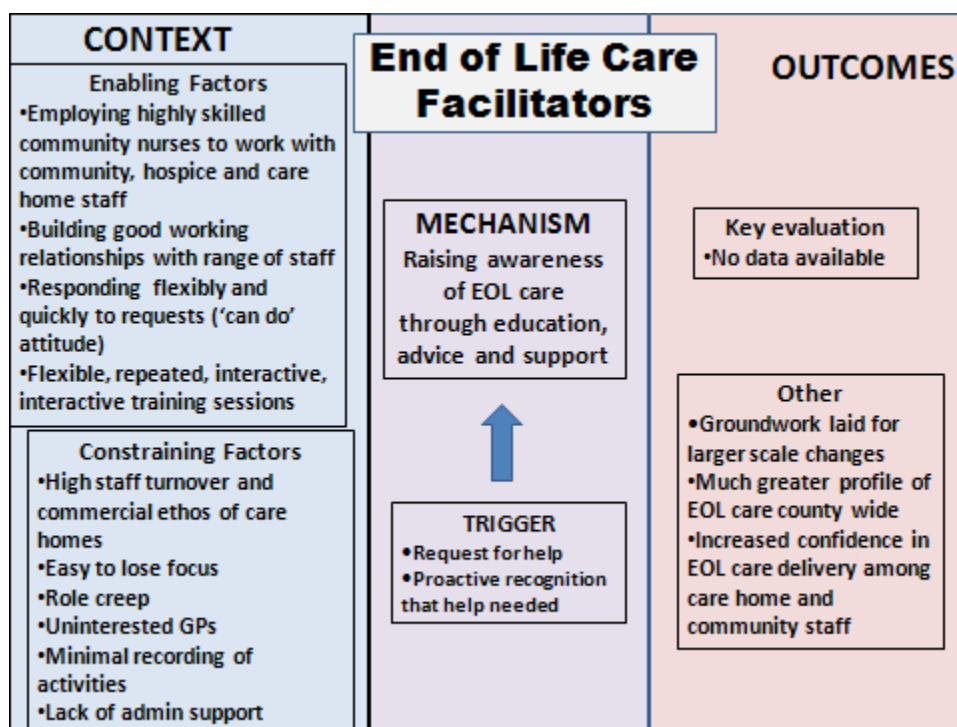 CONTEXT
Enabling Factors
•Employing highly skilled
community nurses to work with
community, hospice and care
home staff
•Building good working
relationships with range of staff
•Responding flexibly and
quickly to requests (‘can do’
attitude)
•Flexible, repeated, interactive,
interactive training sessions
Constraining Factors
•High staff turnover and
commercial ethos of care
homes
•Easy to lose focus
•Role creep
•Uninterested GPs
•Minimal recording of
activities
•Lack of admin support
End of Life Care
Facilitators
MECHANISM
Raising awareness
of EOL care
through education,
advice and support
TRIGGER
•Request for help
•Proactive recognition
that help needed
OUTCOMES
Key evaluation
•No data available
Other
•Groundwork laid for
larger scale changes
•Much greater profile of
EOL care county wide
•Increased confidence in
EOL care delivery among
care home and
community staff